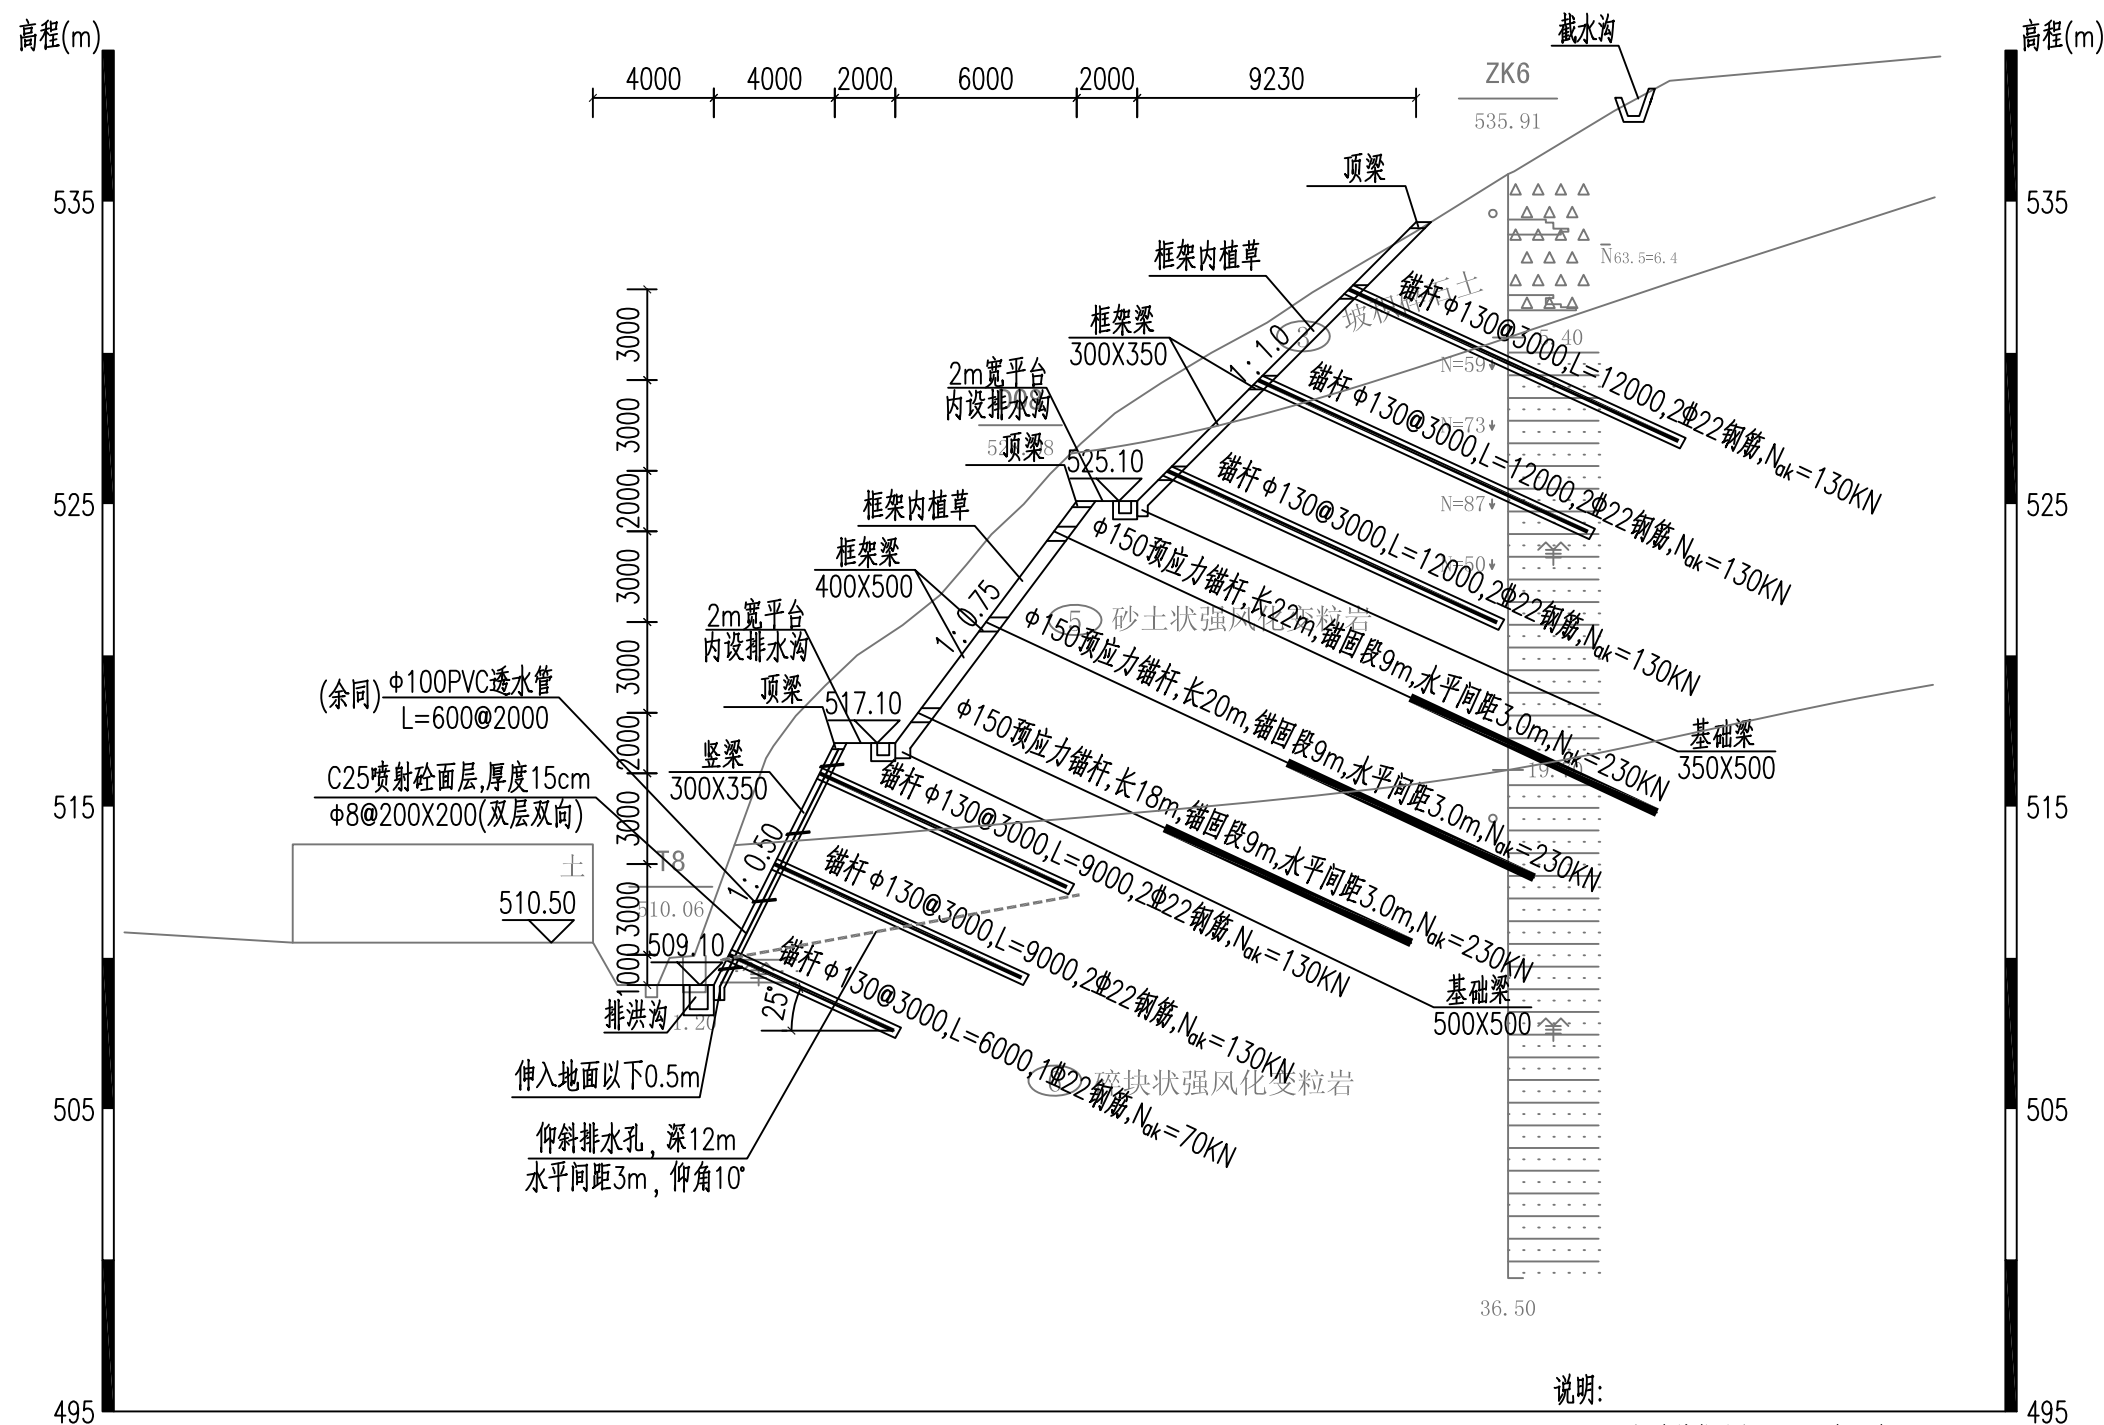 高程(m)
高程(m)
截水沟
4000 4000 2000 6000 2000 9230
ZK6
535.91
顶梁
535
535
框架内植草
N63.5=6.4
框架梁
300X350
1:1.0
3
锚杆φ130@3000,L=12000,2Φ22钢筋,Nak=130KN
锚杆φ130@3000,L=12000,2Φ22钢筋,Nak=130KN
锚杆φ130@3000,L=12000,2Φ22钢筋,Nak=130KN
N=59
N=73
N=87
N=50
2m宽平台
内设排水沟
顶梁
525.10
525
525
3000
3000
2000
3000
3000
2000
3000
3000
1000
框架内植草
框架梁
400X500
1:0.75
5 砂土状强风化变粒岩
φ150预应力锚杆,长22m,锚固段9m,水平间距3.0m,Nak=230KN
φ150预应力锚杆,长20m,锚固段9m,水平间距3.0m,Nak=230KN
φ150预应力锚杆,长18m,锚固段9m,水平间距3.0m,Nak=230KN
2m宽平台
内设排水沟
顶梁
517.10
(余同)
φ100PVC透水管
L=600@2000
竖梁
300X350
C25喷射砼面层,厚度15cm
φ8@200X200(双层双向)
基础梁
350X500
515
515
1:0.50
锚杆φ130@3000,L=9000,2Φ22钢筋,Nak=130KN
锚杆φ130@3000,L=9000,2Φ22钢筋,Nak=130KN
锚杆φ130@3000,L=6000,1Φ22钢筋,Nak=70KN
土
T8
510.06
510.50
509.10
25°
排洪沟
1.20
基础梁
500X500
伸入地面以下0.5m
碎块状强风化变粒岩
505
505
仰斜排水孔,深12m
水平间距3m,仰角10°
36.50
说明:
495
495